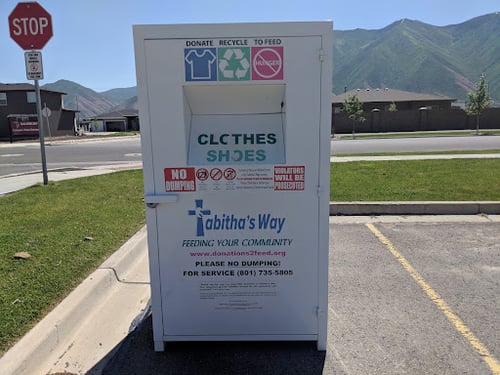 STOP
DONATE RECYCLE TO FEED
HUNGER
CLOTHES
SHOES
NO
DUMPING
VIOLATORS
WILL BE
PROSECUTED
Tabitha's Way
FEEDING YOUR COMMUNITY
www.donations2feed.org
PLEASE NO DUMPING!
FOR SERVICE (801) 735-5805